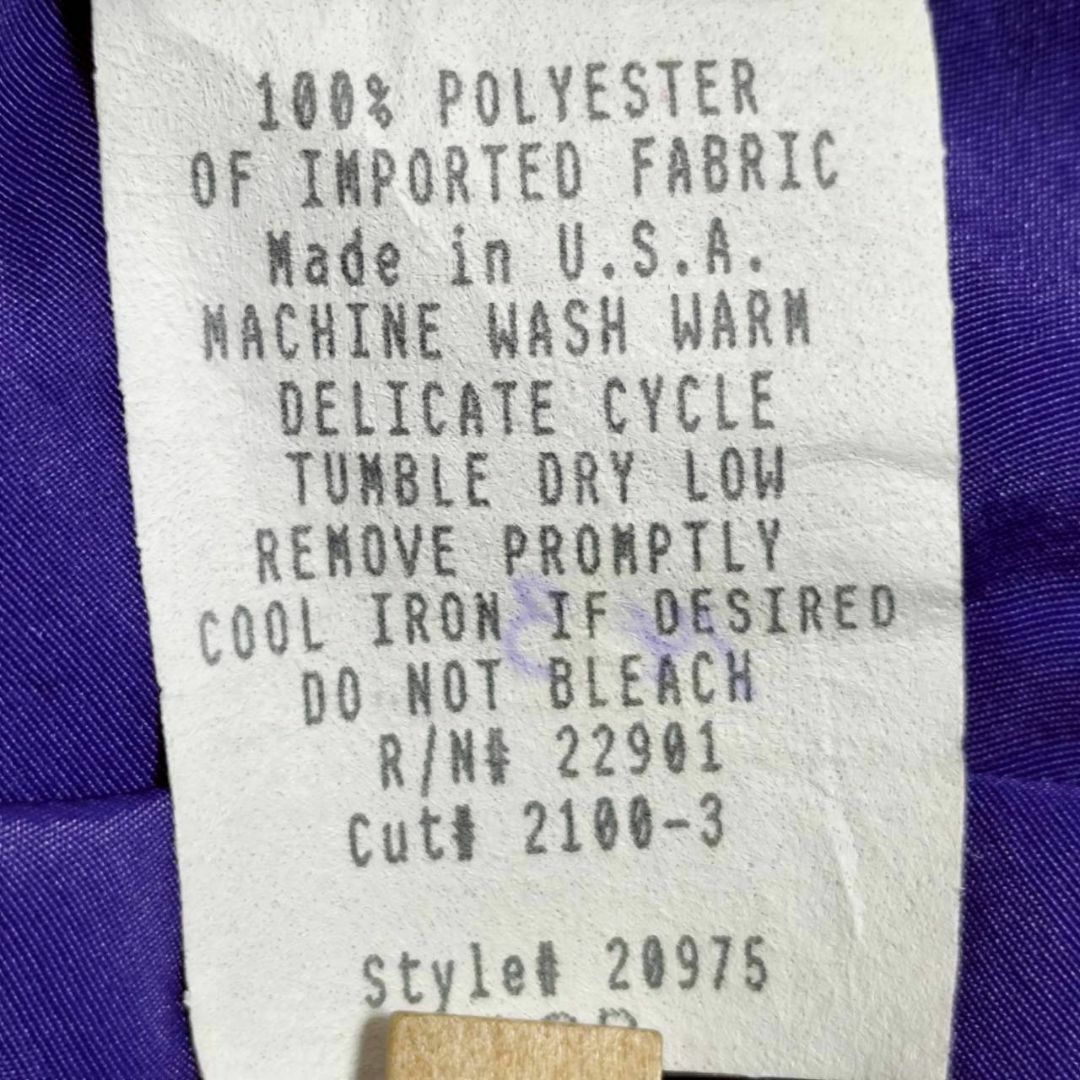 100% POLYESTER
OF IMPORTED FABRIC
Made in U.S.A.
MACHINE WASH WARM
DELICATE CYCLE
TUMBLE DRY LOW
REMOVE PROMPTLY
COOL IRON IF DESIRED
DO NOT BLEACH
R/N# 22901
Cut# 2100-3
Style# 20975